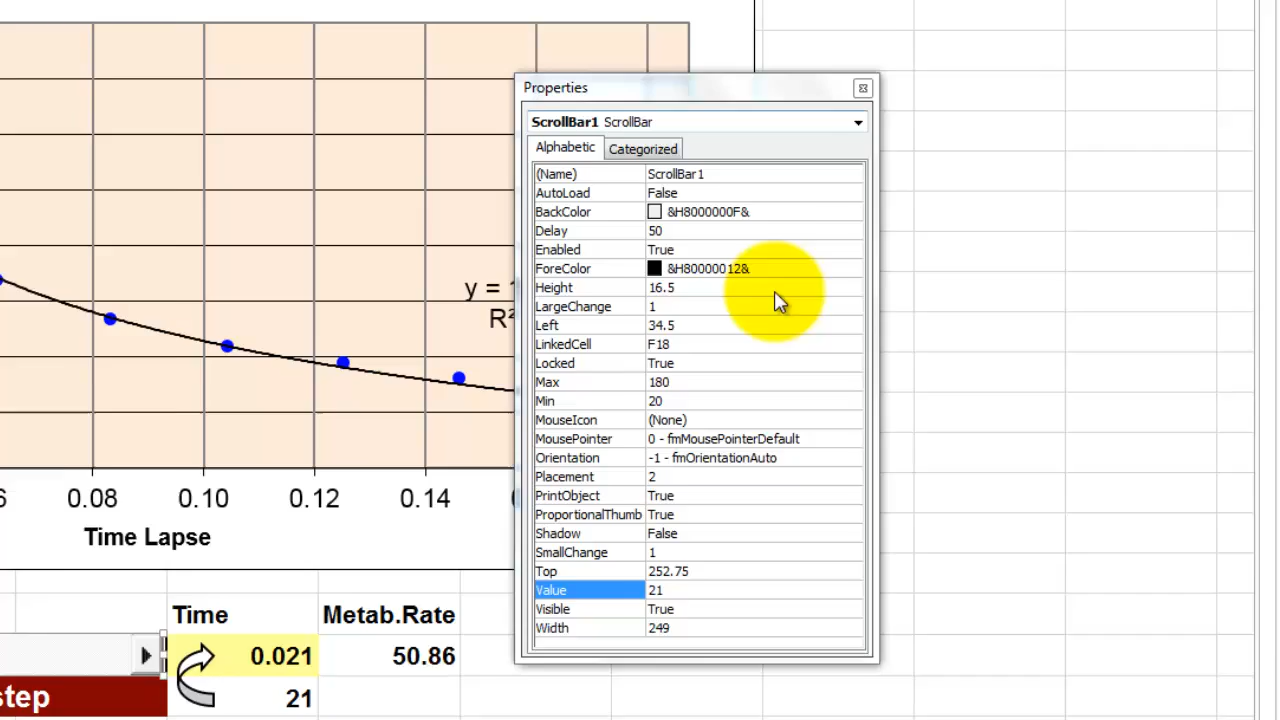 Properties
ScrollBar1 ScrollBar
Alphabetic Categorized
(Name) ScrollBar1
AutoLoad False
BackColor &H8000000F&
Delay 50
Enabled True
ForeColor &H80000012&
Height 16.5
LargeChange 1
Left 34.5
LinkedCell F18
Locked True
Max 180
Min 20
MouseIcon (None)
MousePointer 0 - fmMousePointerDefault
Orientation -1 - fmOrientationAuto
Placement 2
PrintObject True
ProportionalThumb True
Shadow False
SmallChange 1
Top 252.75
Value 21
Visible True
Width 249
y = 1
R²
6 0.08 0.10 0.12 0.14
Time Lapse
Time Metab.Rate
0.021 50.86
step 21